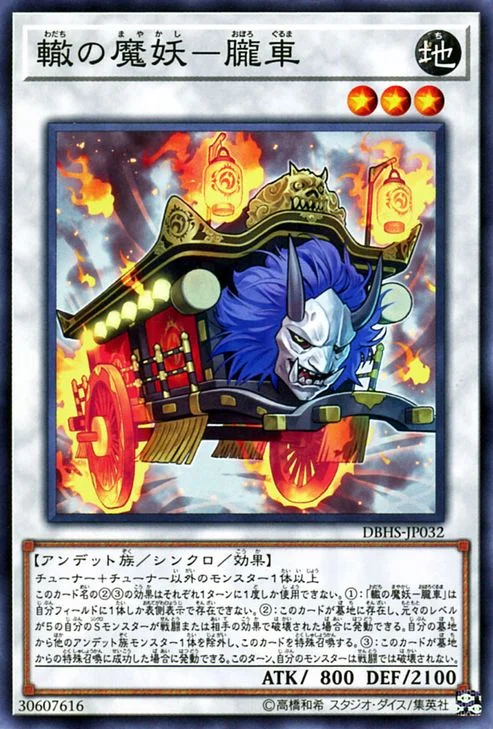 轍の魔妖－朧車
地
DBHS-JP032
【アンデット族／シンクロ／効果】
チューナー＋チューナー以外のモンスター1体以上
このカード名の②③の効果はそれぞれ1ターンに1度しか使用できない。①：「轍の魔妖－朧車」は
自分フィールドに1体しか表側表示で存在できない。②：このカードが墓地に存在し、元々のレベル
が5の自分のSモンスターが戦闘または相手の効果で破壊された場合に発動できる。自分の墓地
から他のアンデット族モンスター1体を除外し、このカードを特殊召喚する。③：このカードが墓地
からの特殊召喚に成功した場合に発動できる。このターン、自分のモンスターは戦闘では破壊されない。
ATK/ 800 DEF/2100
30607616
©高橋和希 スタジオ・ダイス/集英社